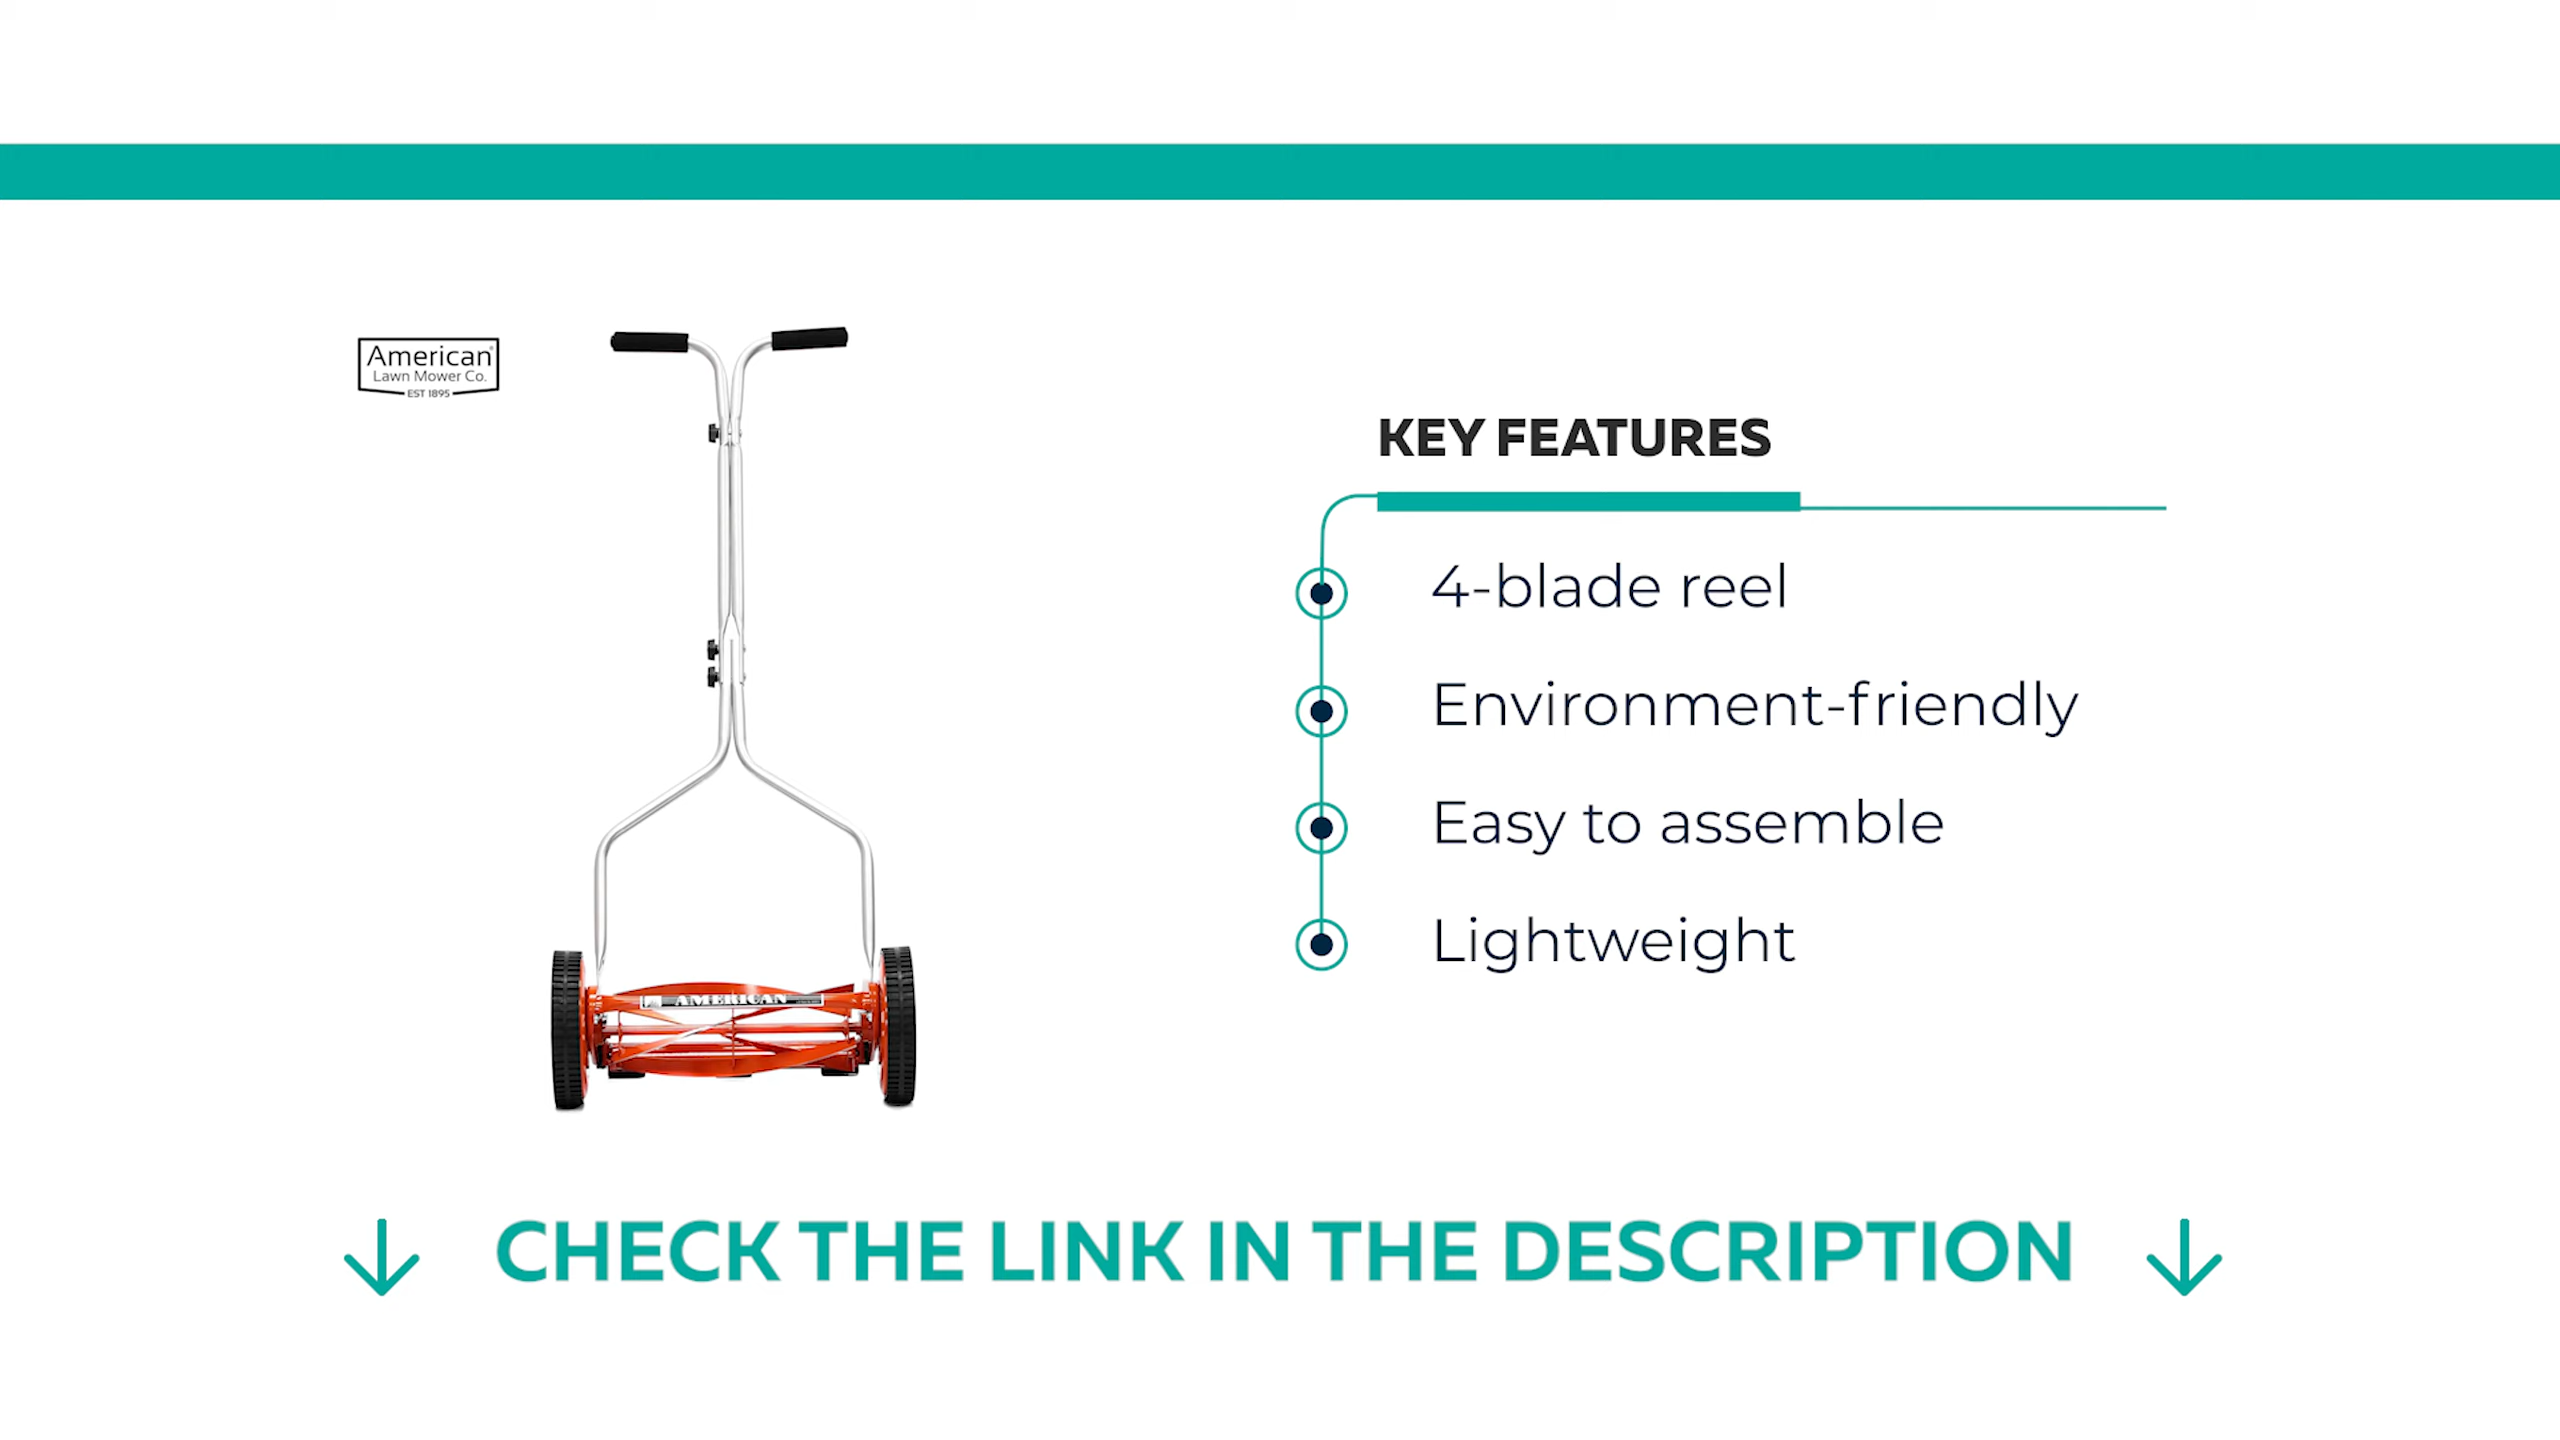 American
Lawn Mower Co.
EST 1895
KEY FEATURES
4-blade reel
Environment-friendly
Easy to assemble
Lightweight
AMERICAN
CHECK THE LINK IN THE DESCRIPTION